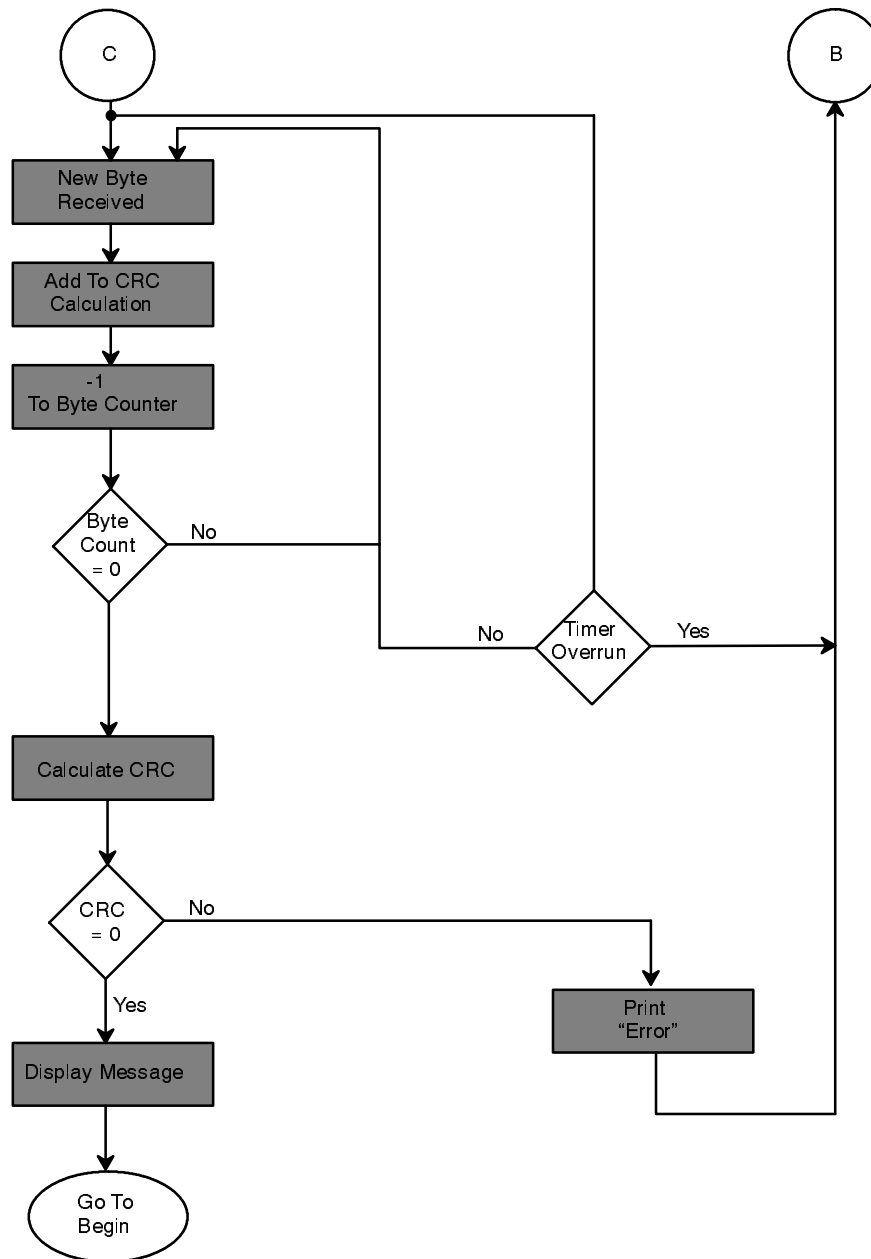 C
B
New Byte
Received
Add To CRC
Calculation
-1
To Byte Counter
Byte
Count
= 0
No
No
Timer
Overrun
Yes
Calculate CRC
CRC
= 0
No
Yes
Print
“Error”
Display Message
Go To
Begin